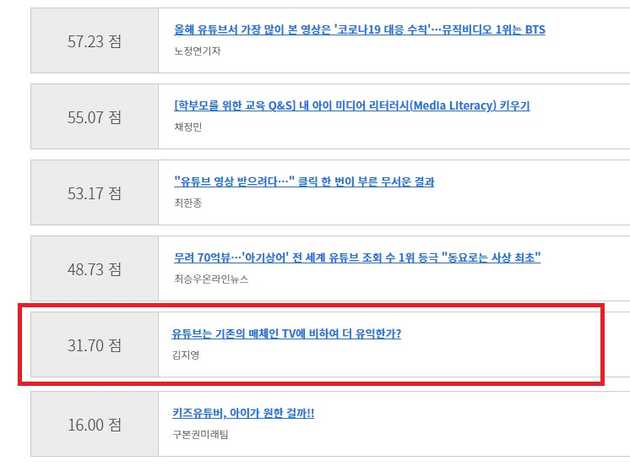 57.23 점
올해 유튜브서 가장 많이 본 영상은 '코로나19 대응 수칙'…뮤직비디오 1위는 BTS
노정연기자
55.07 점
[학부모를 위한 교육 Q&S] 내 아이 미디어 리터러시(Media Literacy) 키우기
채정민
53.17 점
"유튜브 영상 받으려다…" 클릭 한 번이 부른 무서운 결과
최한종
48.73 점
무려 70억뷰…'아기상어' 전 세계 유튜브 조회 수 1위 등극 "동요로는 사상 최초"
최승우온라인뉴스
31.70 점
유튜브는 기존의 매체인 TV에 비하여 더 유익한가?
김지영
16.00 점
키즈유튜버, 아이가 원한 걸까!!
구본권미래팀